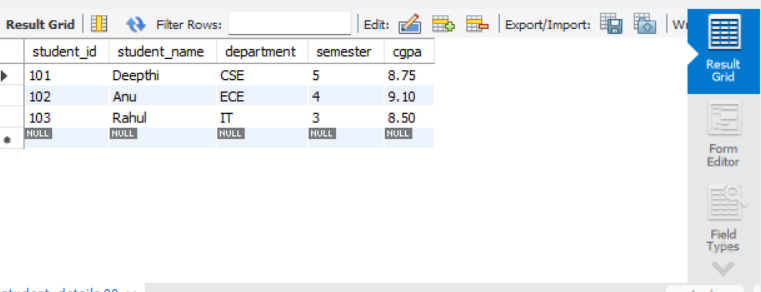 Result Grid Filter Rows: Edit: Export/Import:
student_id student_name department semester cgpa
101 Deepthi CSE 5 8.75
102 Anu ECE 4 9.10
103 Rahul IT 3 8.50
NULL NULL NULL NULL NULL
Result
Grid
Form
Editor
Field
Types